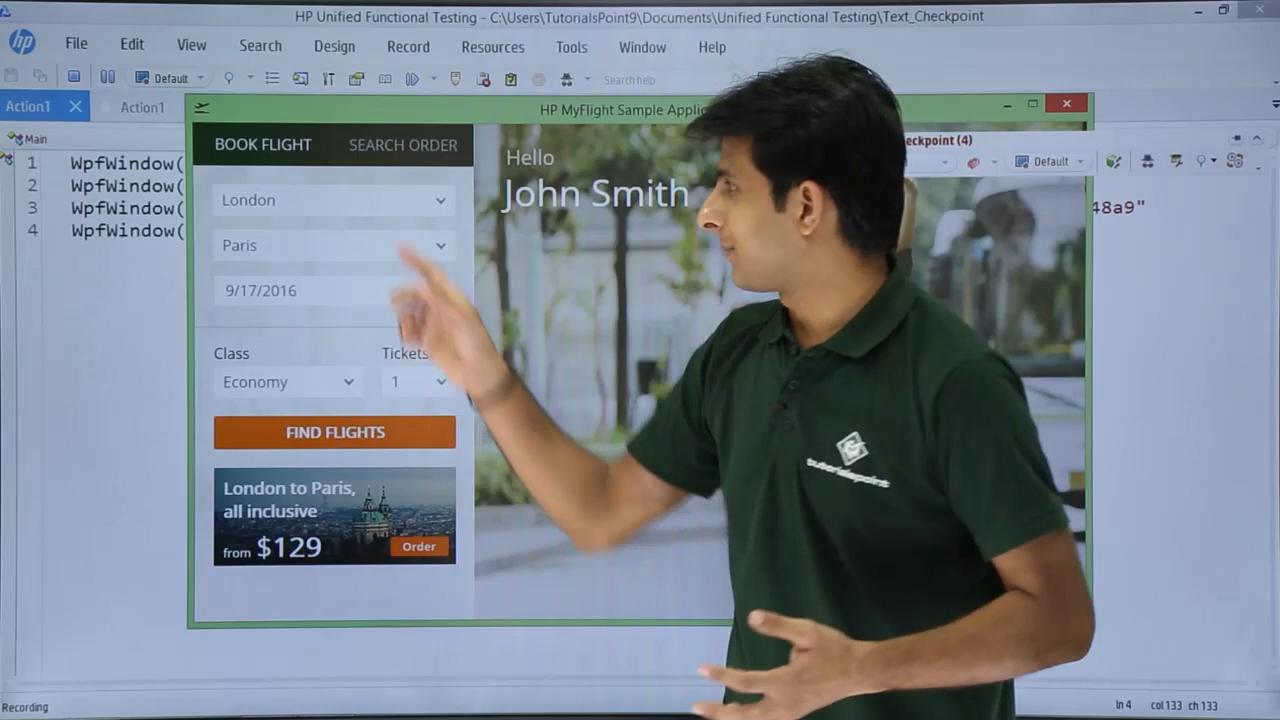 HP Unified Functional Testing - C:\Users\TutorialsPoint9\Documents\Unified Functional Testing\Text_Checkpoint
hp File Edit View Search Design Record Resources Tools Window Help
Default Search help
Action1 Action1
HP MyFlight Sample Applic
Main
eckpoint (4)
Default
1 WpfWindow(
2 WpfWindow(
3 WpfWindow(
4 WpfWindow(
48a9"
BOOK FLIGHT SEARCH ORDER
Hello
John Smith
London
Paris
9/17/2016
Class Tickets
Economy 1
FIND FLIGHTS
London to Paris,
all inclusive
from $129 Order
tutorialspoint
Recording ln 4 col 133 ch 133